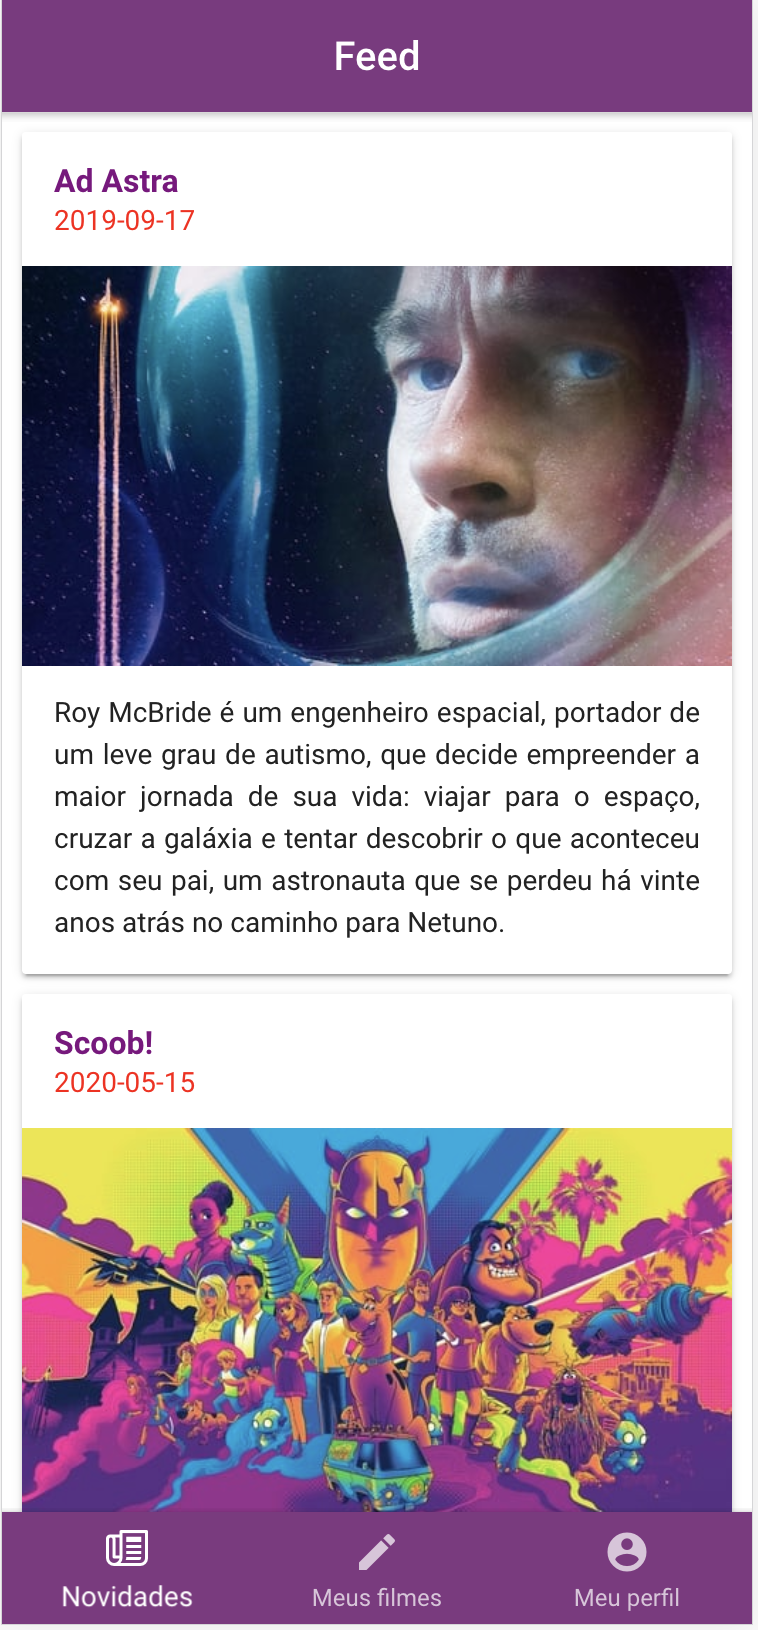 Feed
Ad Astra
2019-09-17
Roy McBride é um engenheiro espacial, portador de
um leve grau de autismo, que decide empreender a
maior jornada de sua vida: viajar para o espaço,
cruzar a galáxia e tentar descobrir o que aconteceu
com seu pai, um astronauta que se perdeu há vinte
anos atrás no caminho para Netuno.
Scoob!
2020-05-15
Novidades
Meus filmes
Meu perfil